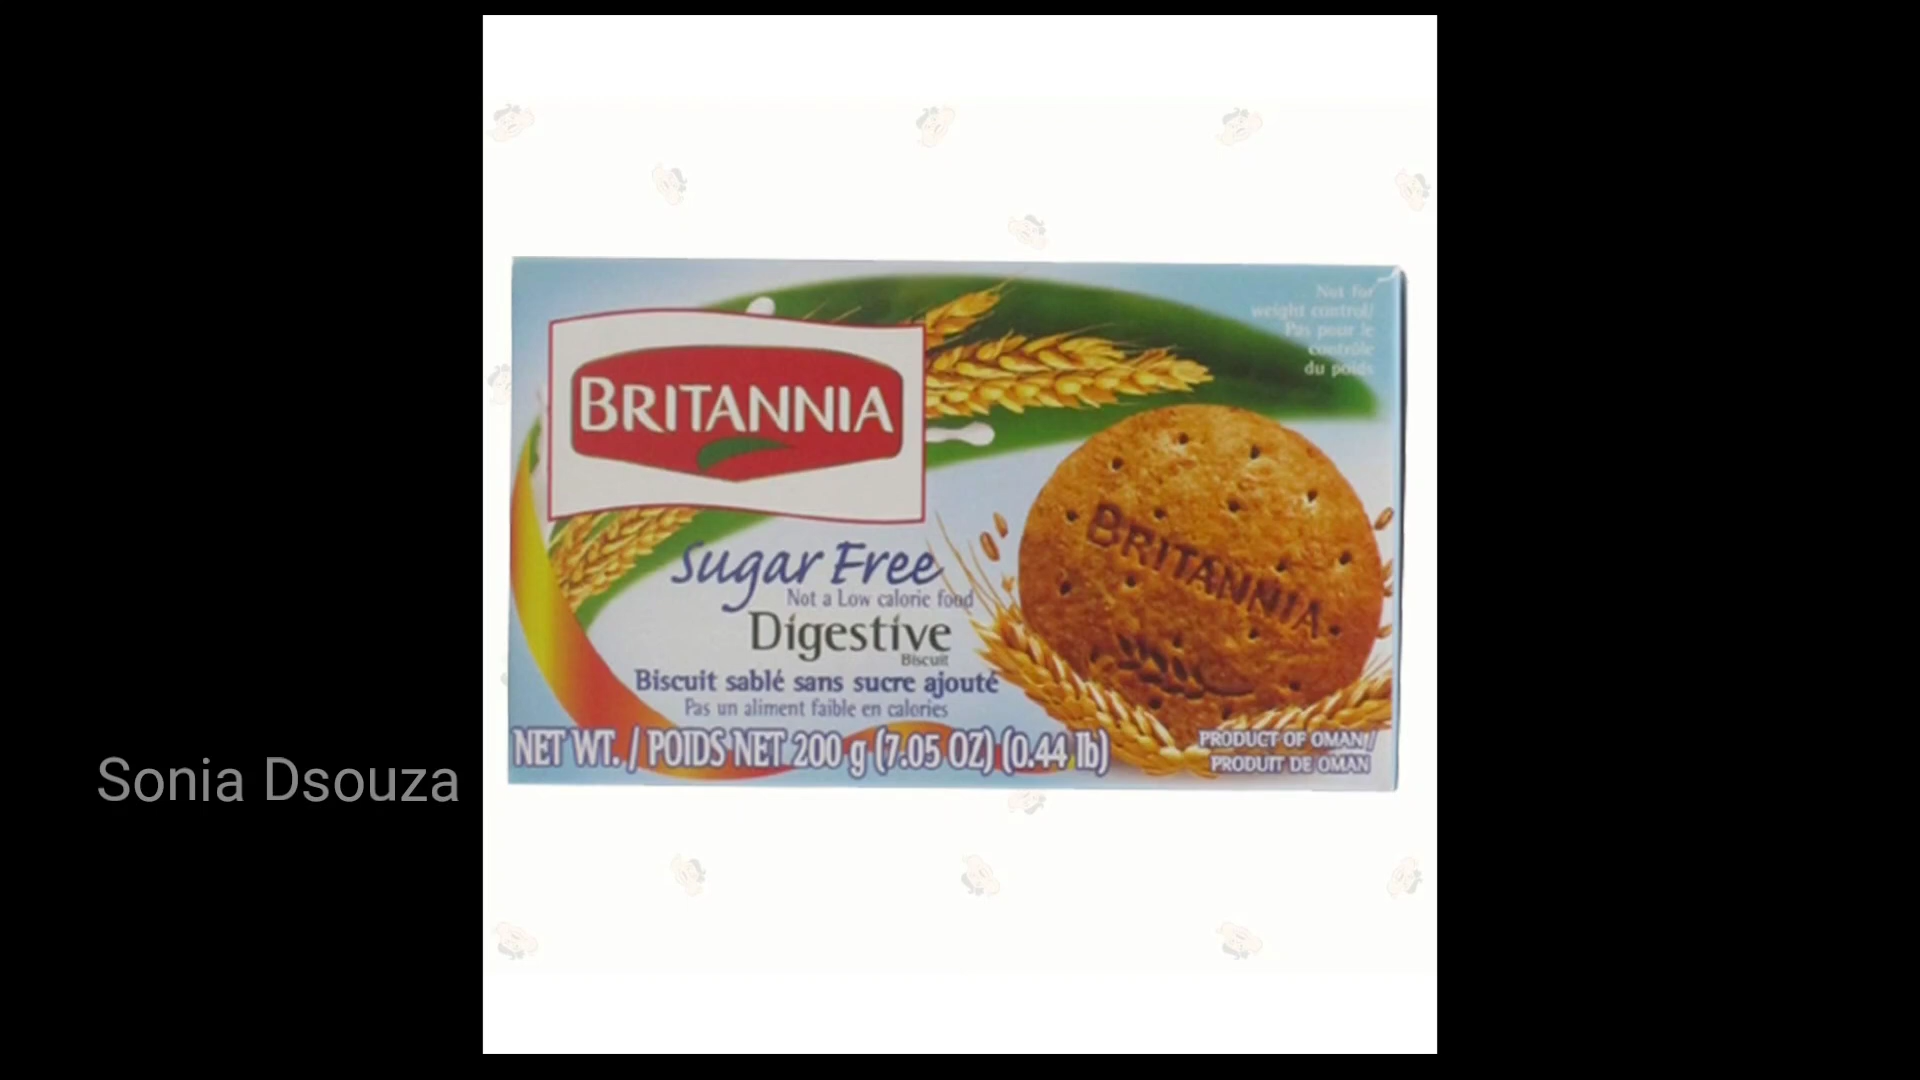 Not for
weight control/
Pas pour le
contrôle
du poids
BRITANNIA
BRITANNIA
Sugar Free
Not a Low calorie food
Digestive
Biscuit
Biscuit sablé sans sucre ajouté
Pas un aliment faible en calories
NET WT. / POIDS NET 200 g (7.05 OZ) (0.44 lb)
PRODUCT OF OMAN /
PRODUIT DE OMAN
Sonia Dsouza